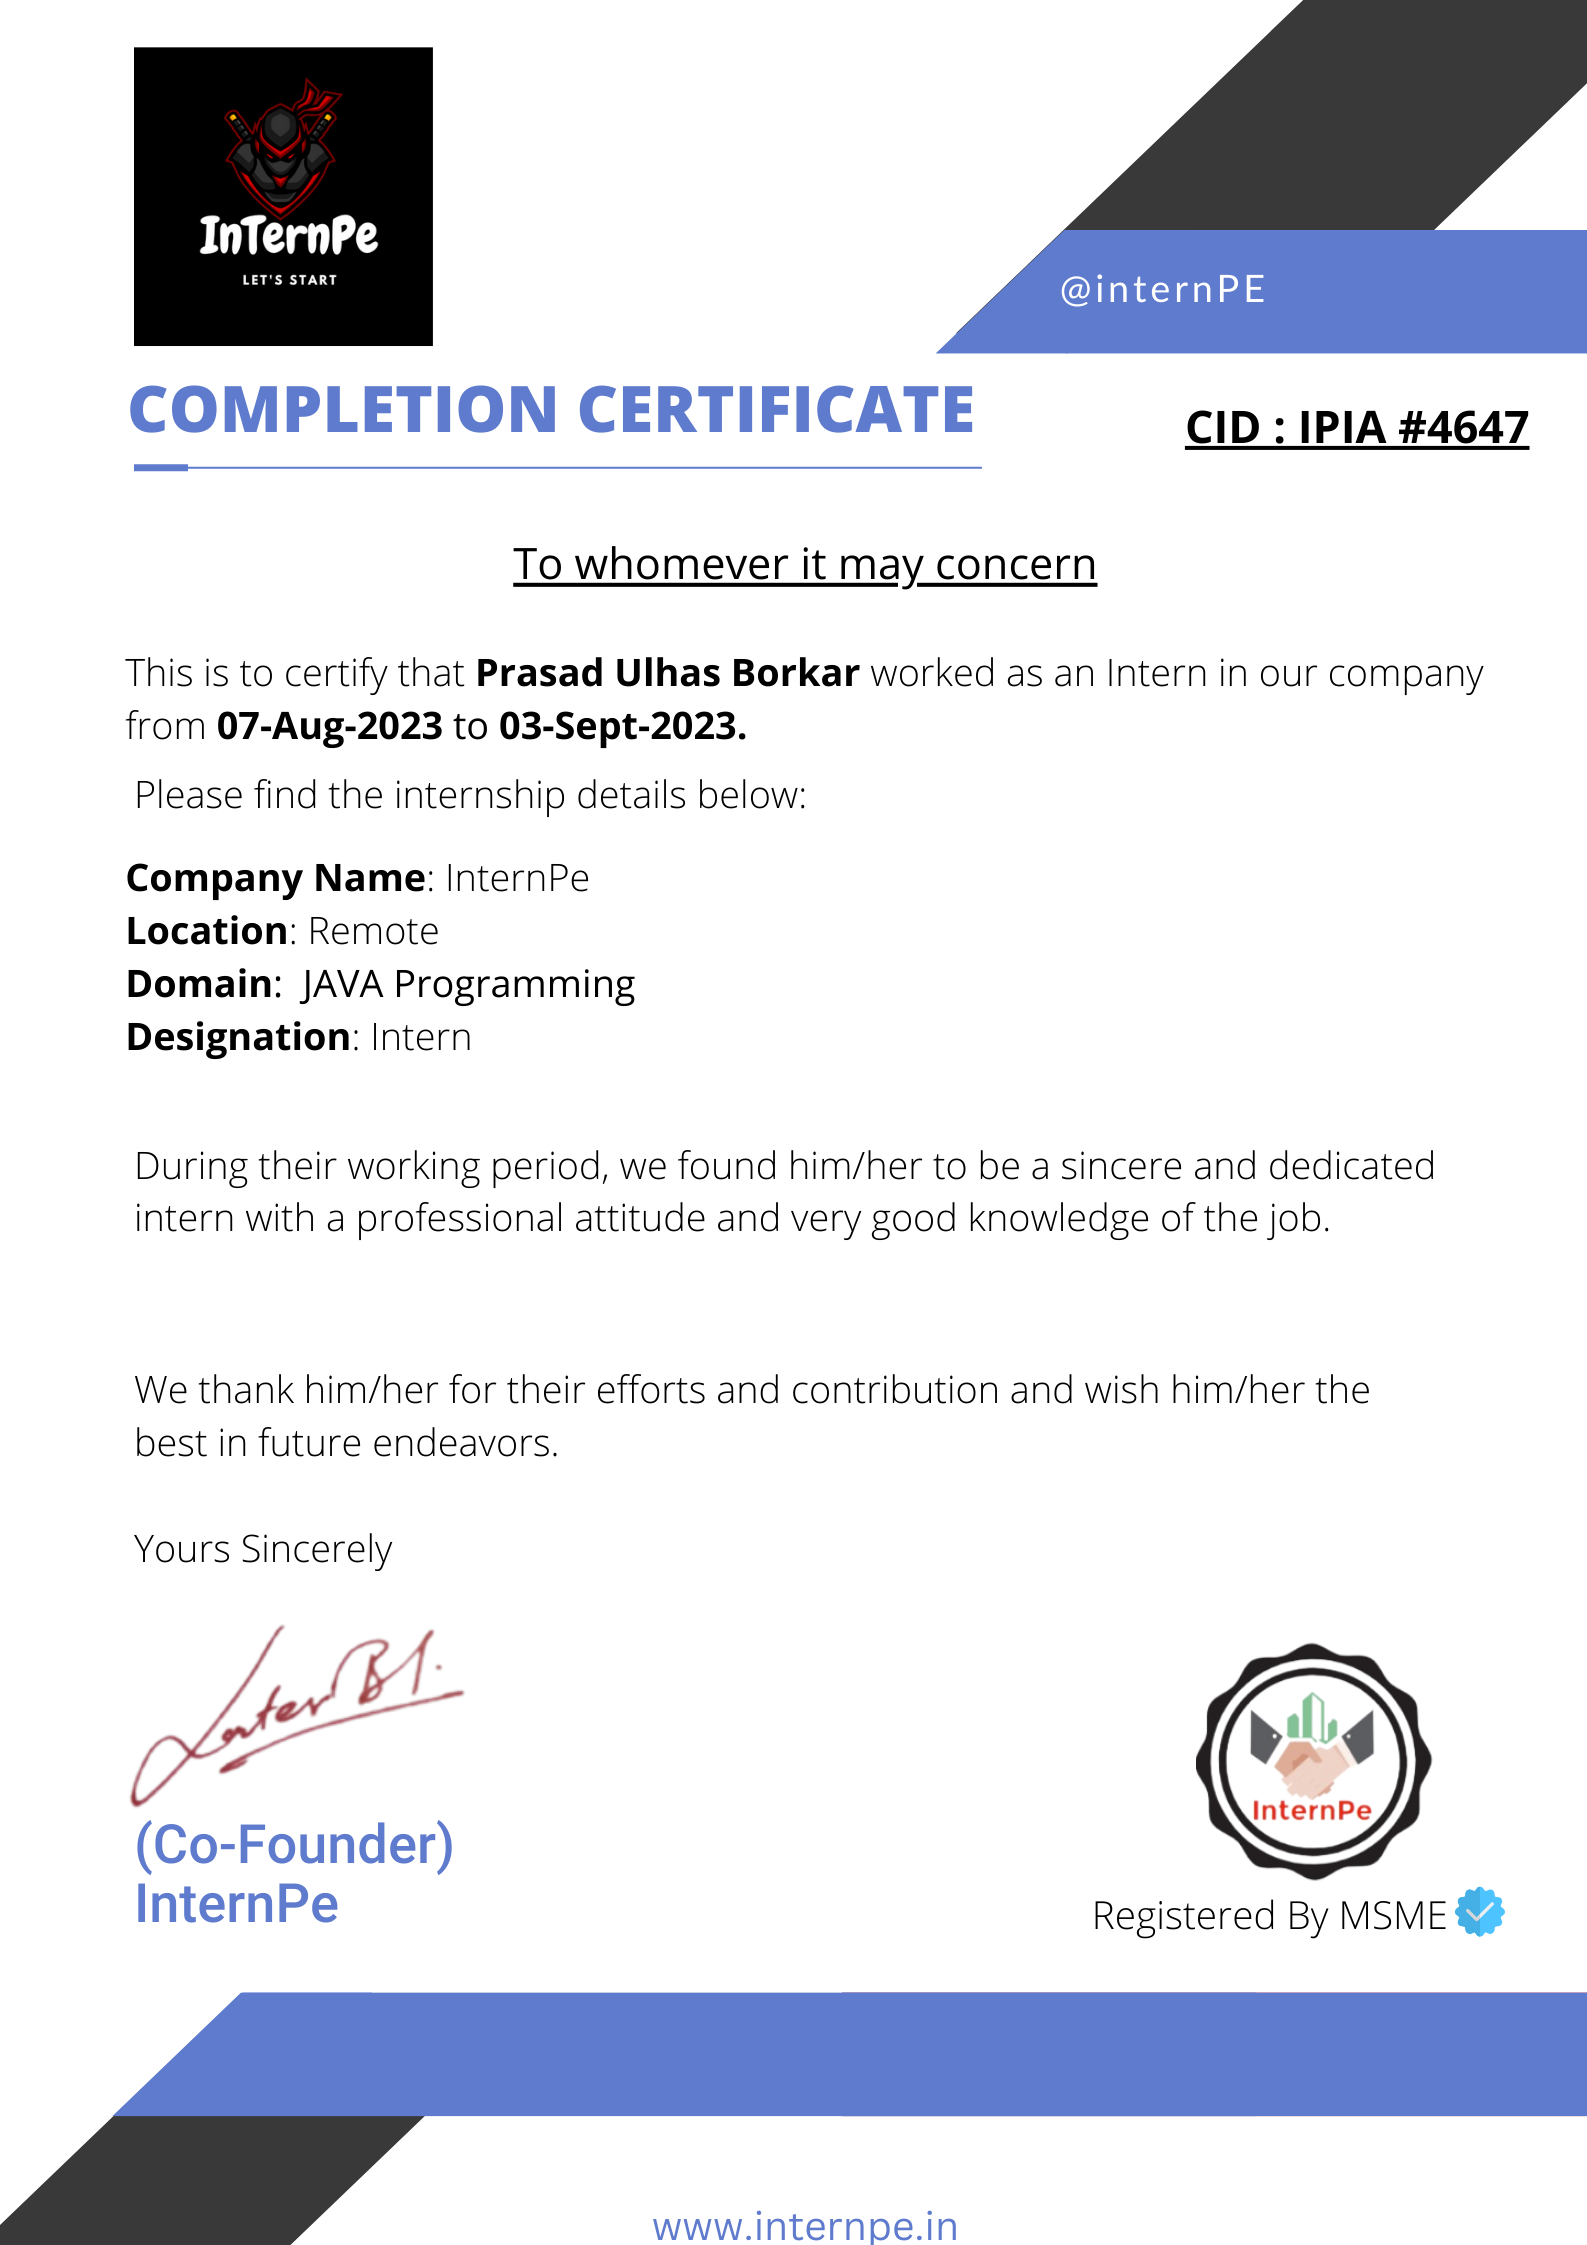 InTernPe
LET'S START
@internPE
COMPLETION CERTIFICATE
CID : IPIA #4647
To whomever it may concern
This is to certify that Prasad Ulhas Borkar worked as an Intern in our company
from 07-Aug-2023 to 03-Sept-2023.
Please find the internship details below:
Company Name: InternPe
Location: Remote
Domain: JAVA Programming
Designation: Intern
During their working period, we found him/her to be a sincere and dedicated
intern with a professional attitude and very good knowledge of the job.
We thank him/her for their efforts and contribution and wish him/her the
best in future endeavors.
Yours Sincerely
(Co-Founder)
InternPe
InternPe
Registered By MSME
www.internpe.in